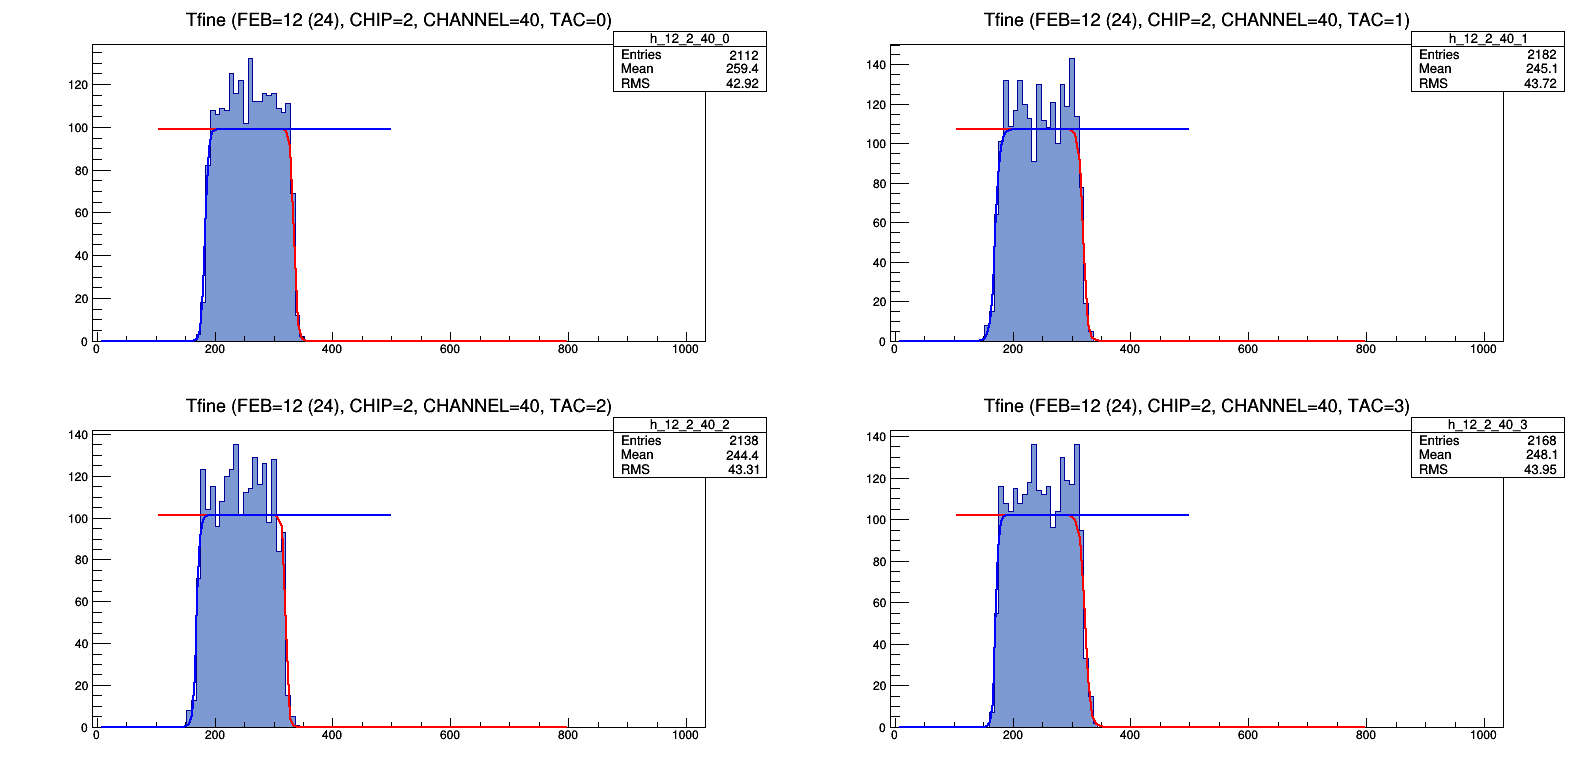 Tfine (FEB=12 (24), CHIP=2, CHANNEL=40, TAC=0)
h_12_2_40_0
Entries 2112
Mean 259.4
RMS 42.92
120
100
80
60
40
20
0
0 200 400 600 800 1000
Tfine (FEB=12 (24), CHIP=2, CHANNEL=40, TAC=1)
h_12_2_40_1
Entries 2182
Mean 245.1
RMS 43.72
140
120
100
80
60
40
20
0
0 200 400 600 800 1000
Tfine (FEB=12 (24), CHIP=2, CHANNEL=40, TAC=2)
h_12_2_40_2
Entries 2138
Mean 244.4
RMS 43.31
140
120
100
80
60
40
20
0
0 200 400 600 800 1000
Tfine (FEB=12 (24), CHIP=2, CHANNEL=40, TAC=3)
h_12_2_40_3
Entries 2168
Mean 248.1
RMS 43.95
140
120
100
80
60
40
20
0
0 200 400 600 800 1000